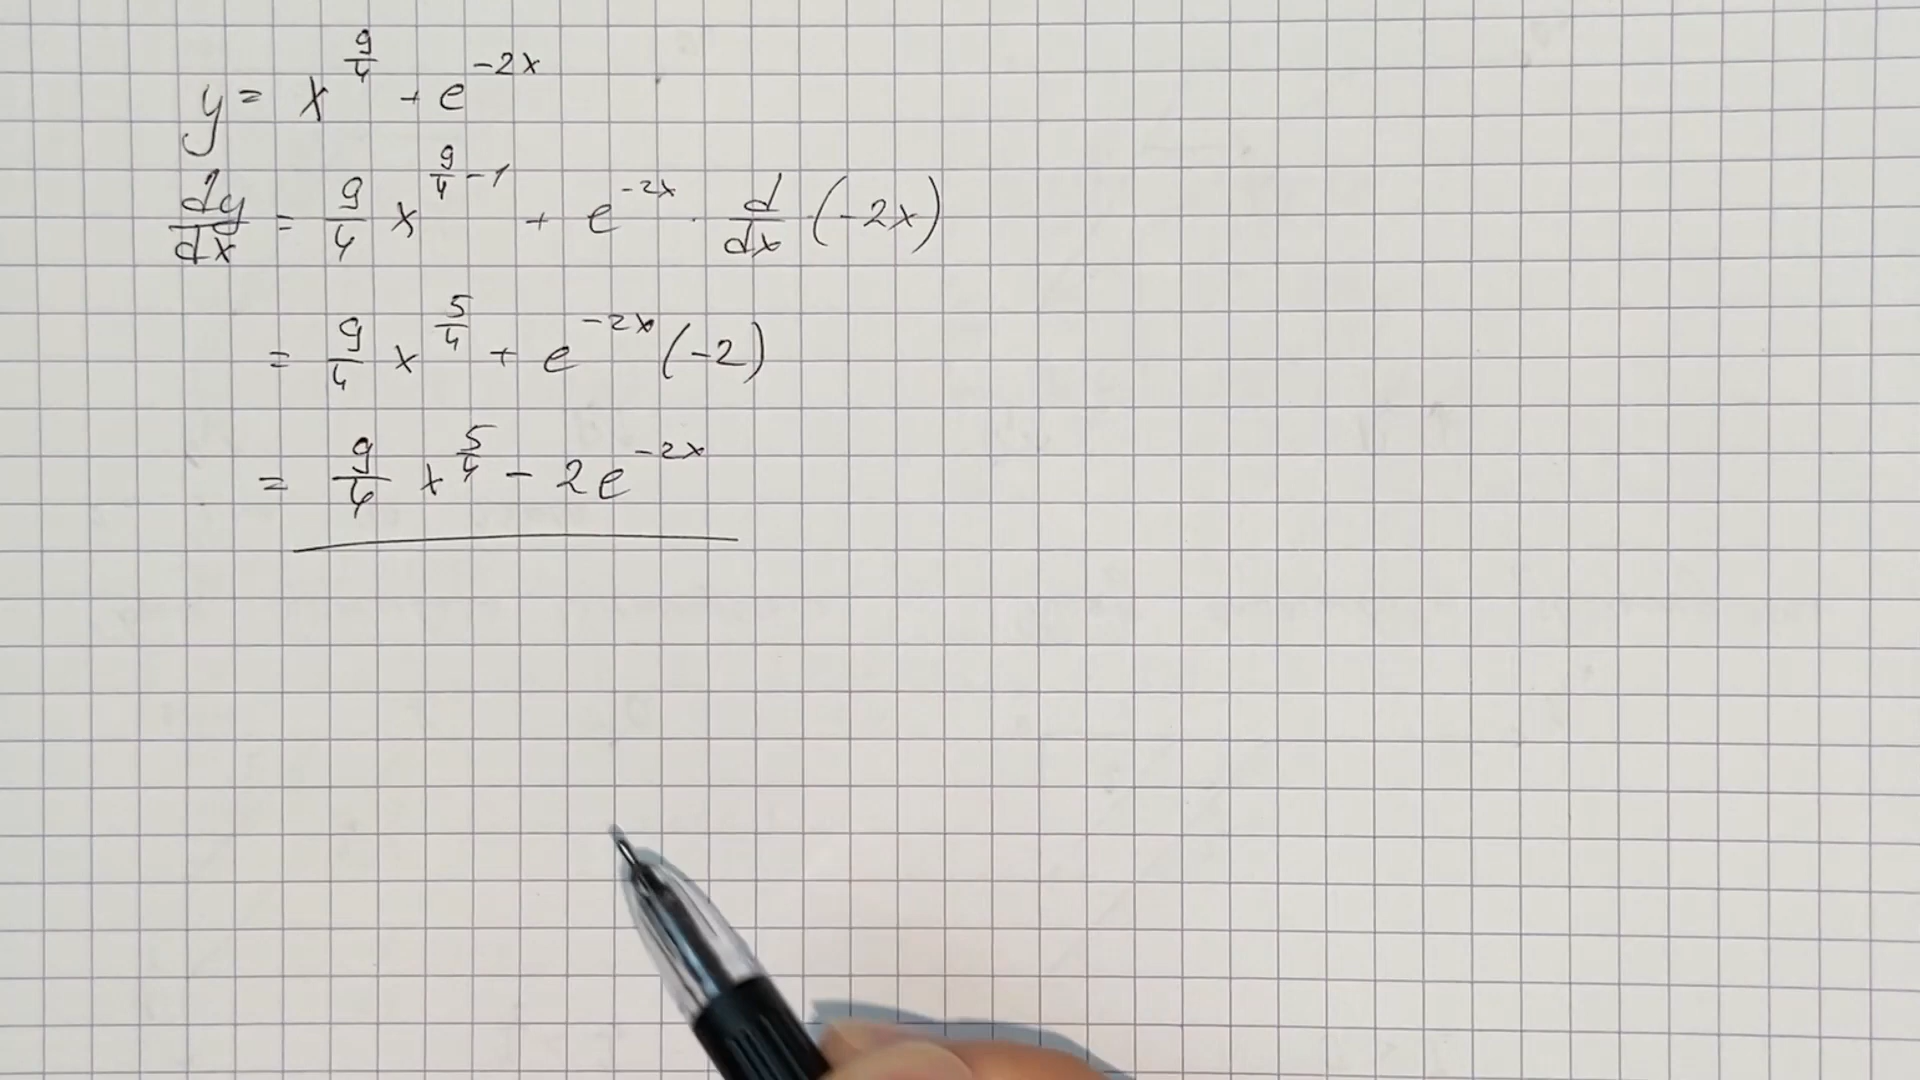 y = x^{9/4} + e^{-2x}
dy/dx = 9/4 x^{9/4 - 1} + e^{-2x} · d/dx (-2x)
= 9/4 x^{5/4} + e^{-2x} (-2)
= 9/4 x^{5/4} - 2e^{-2x}